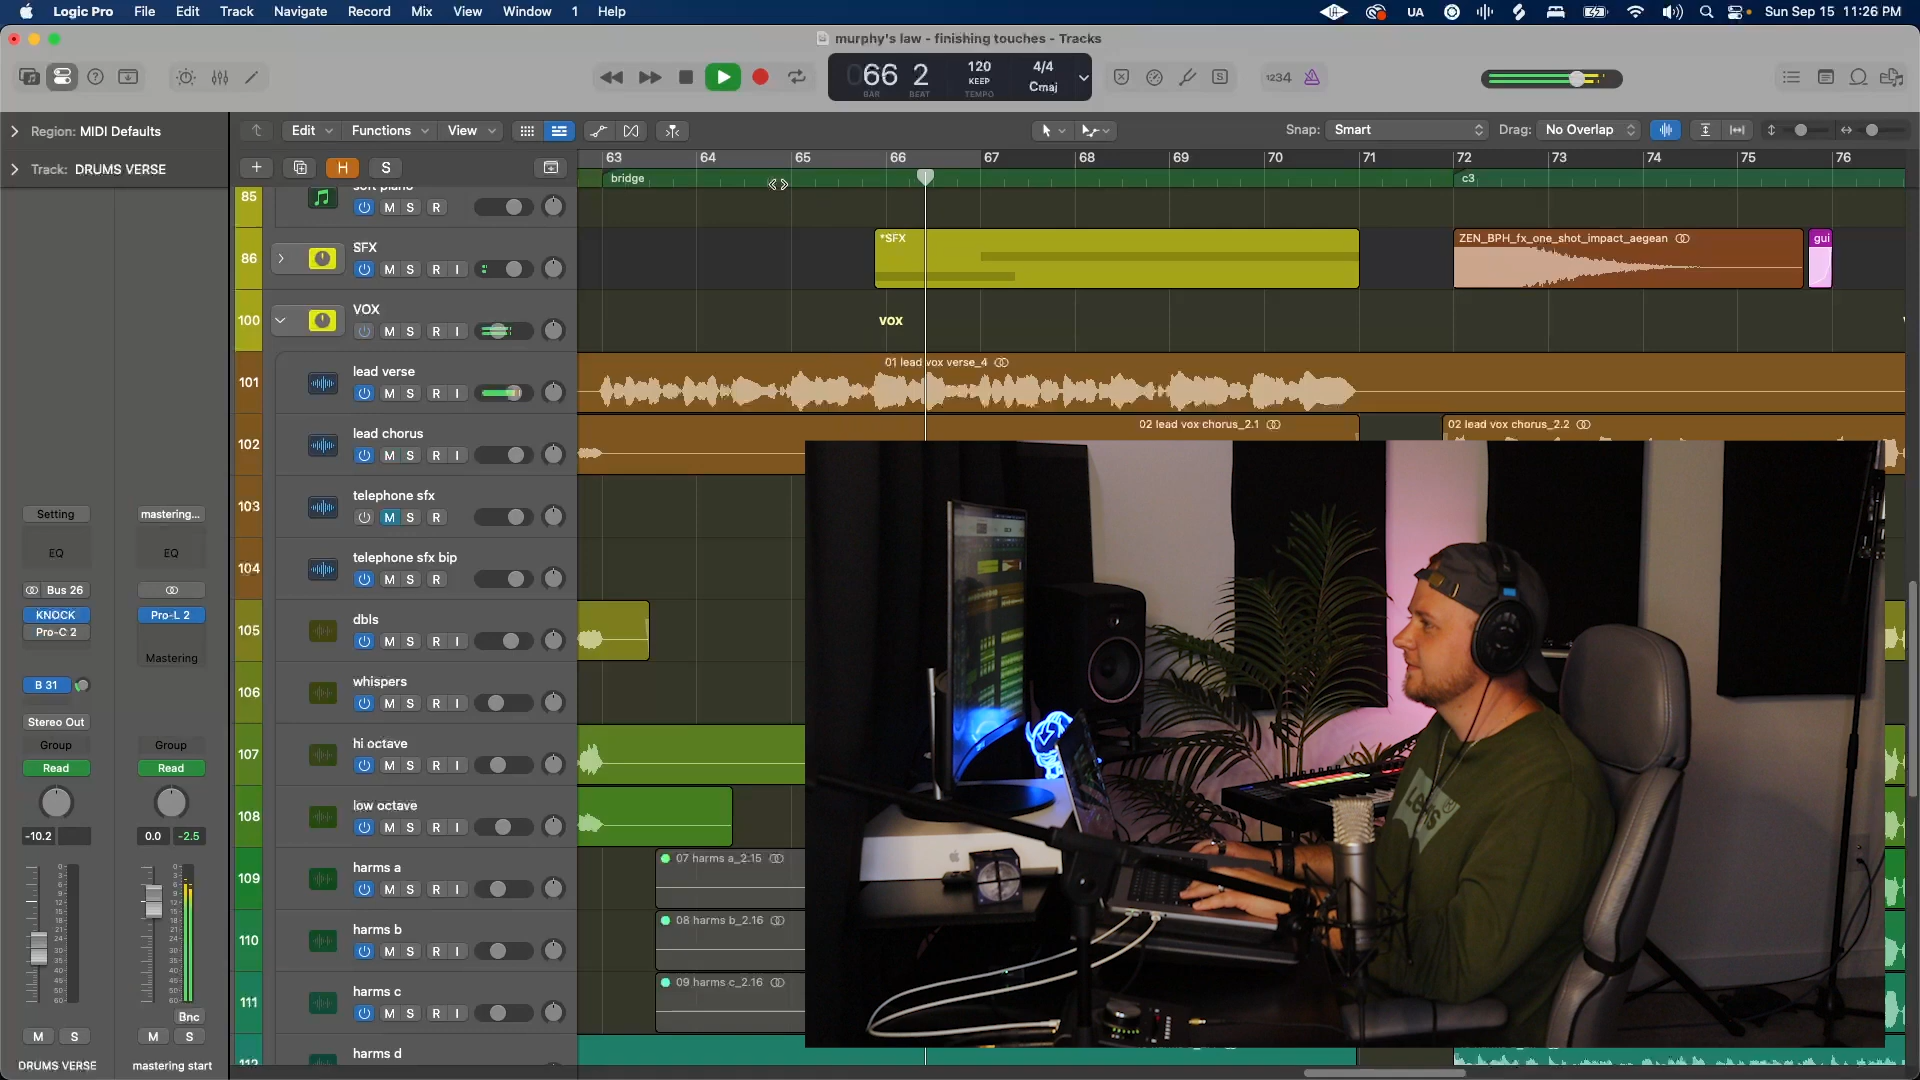 Logic Pro File Edit Track Navigate Record Mix View Window 1 Help UA Sun Sep 15 11:26 PM
murphy's law - finishing touches - Tracks
66 2 120 4/4
KEEP Cmaj
BAR BEAT TEMPO
1234
S
Region: MIDI Defaults
Edit Functions View Snap: Smart Drag: No Overlap
Track: DRUMS VERSE
H S
63 64 65 66 67 68 69 70 71 72 73 74 75 76
bridge c3
85
M S R
86 SFX M S R I
*SFX ZEN_BPH_fx_one_shot_impact_aegean gui
100 VOX M S R I
VOX
101 lead verse M S R I
01 lead vox verse_4
102 lead chorus M S R I
02 lead vox chorus_2.1 02 lead vox chorus_2.2
103 telephone sfx M S R
104 telephone sfx bip M S R
105 dbls M S R I
106 whispers M S R I
107 hi octave M S R I
108 low octave M S R I
109 harms a M S R I
07 harms a_2.15
110 harms b M S R I
08 harms b_2.16
111 harms c M S R I
09 harms c_2.16
112 harms d
Setting mastering...
EQ EQ
Bus 26
KNOCK Pro-L 2
Pro-C 2
Mastering
B 31
Stereo Out
Group Group
Read Read
-10.2 0.0 -2.5
Bnc
M S M S
DRUMS VERSE mastering start
Levi's